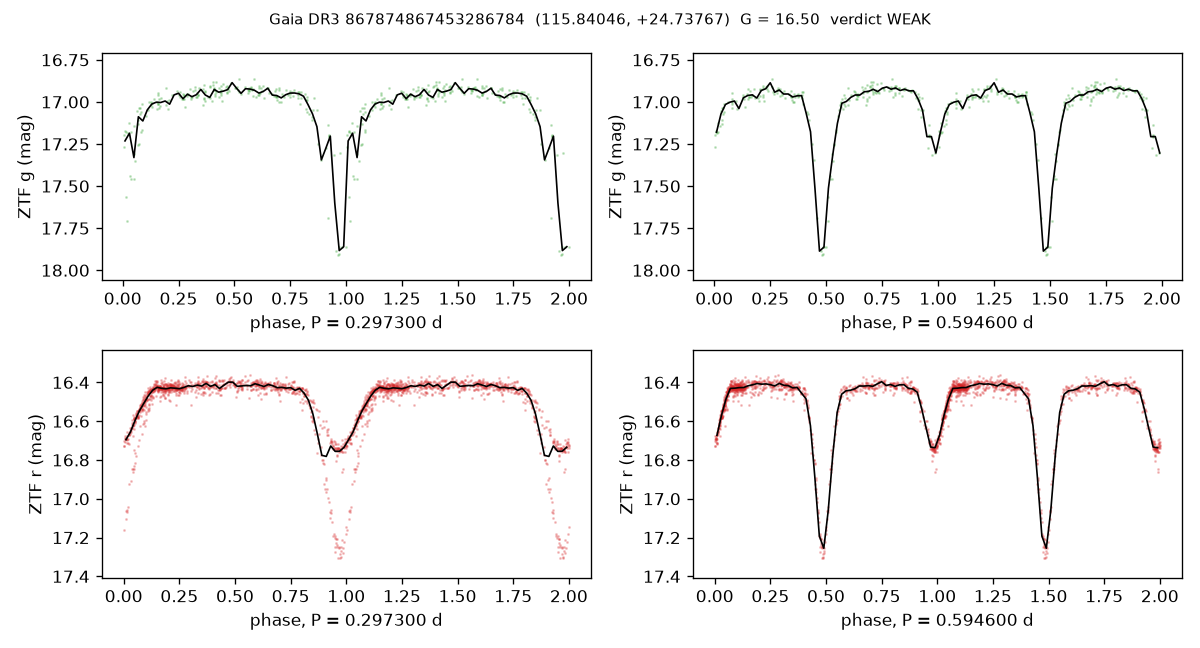 Gaia DR3 867874867453286784 (115.84046, +24.73767) G = 16.50 verdict WEAK
16.75
17.00
17.25
17.50
17.75
18.00
ZTF g (mag)
0.00 0.25 0.50 0.75 1.00 1.25 1.50 1.75 2.00
phase, P = 0.297300 d
16.75
17.00
17.25
17.50
17.75
18.00
ZTF g (mag)
0.00 0.25 0.50 0.75 1.00 1.25 1.50 1.75 2.00
phase, P = 0.594600 d
16.4
16.6
16.8
17.0
17.2
17.4
ZTF r (mag)
0.00 0.25 0.50 0.75 1.00 1.25 1.50 1.75 2.00
phase, P = 0.297300 d
16.4
16.6
16.8
17.0
17.2
17.4
ZTF r (mag)
0.00 0.25 0.50 0.75 1.00 1.25 1.50 1.75 2.00
phase, P = 0.594600 d